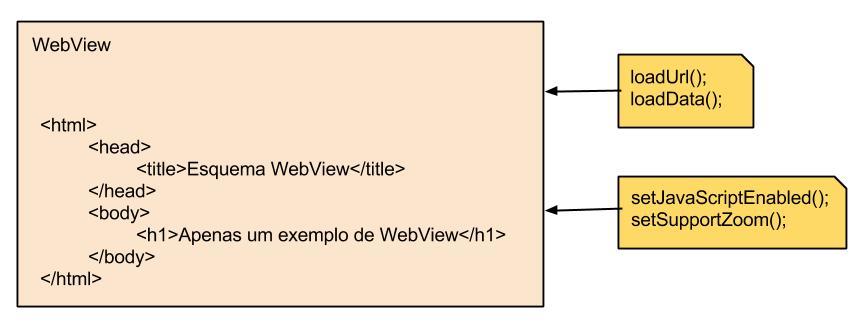 WebView
<html>
<head>
<title>Esquema WebView</title>
</head>
<body>
<h1>Apenas um exemplo de WebView</h1>
</body>
</html>
loadUrl();
loadData();
setJavaScriptEnabled();
setSupportZoom();